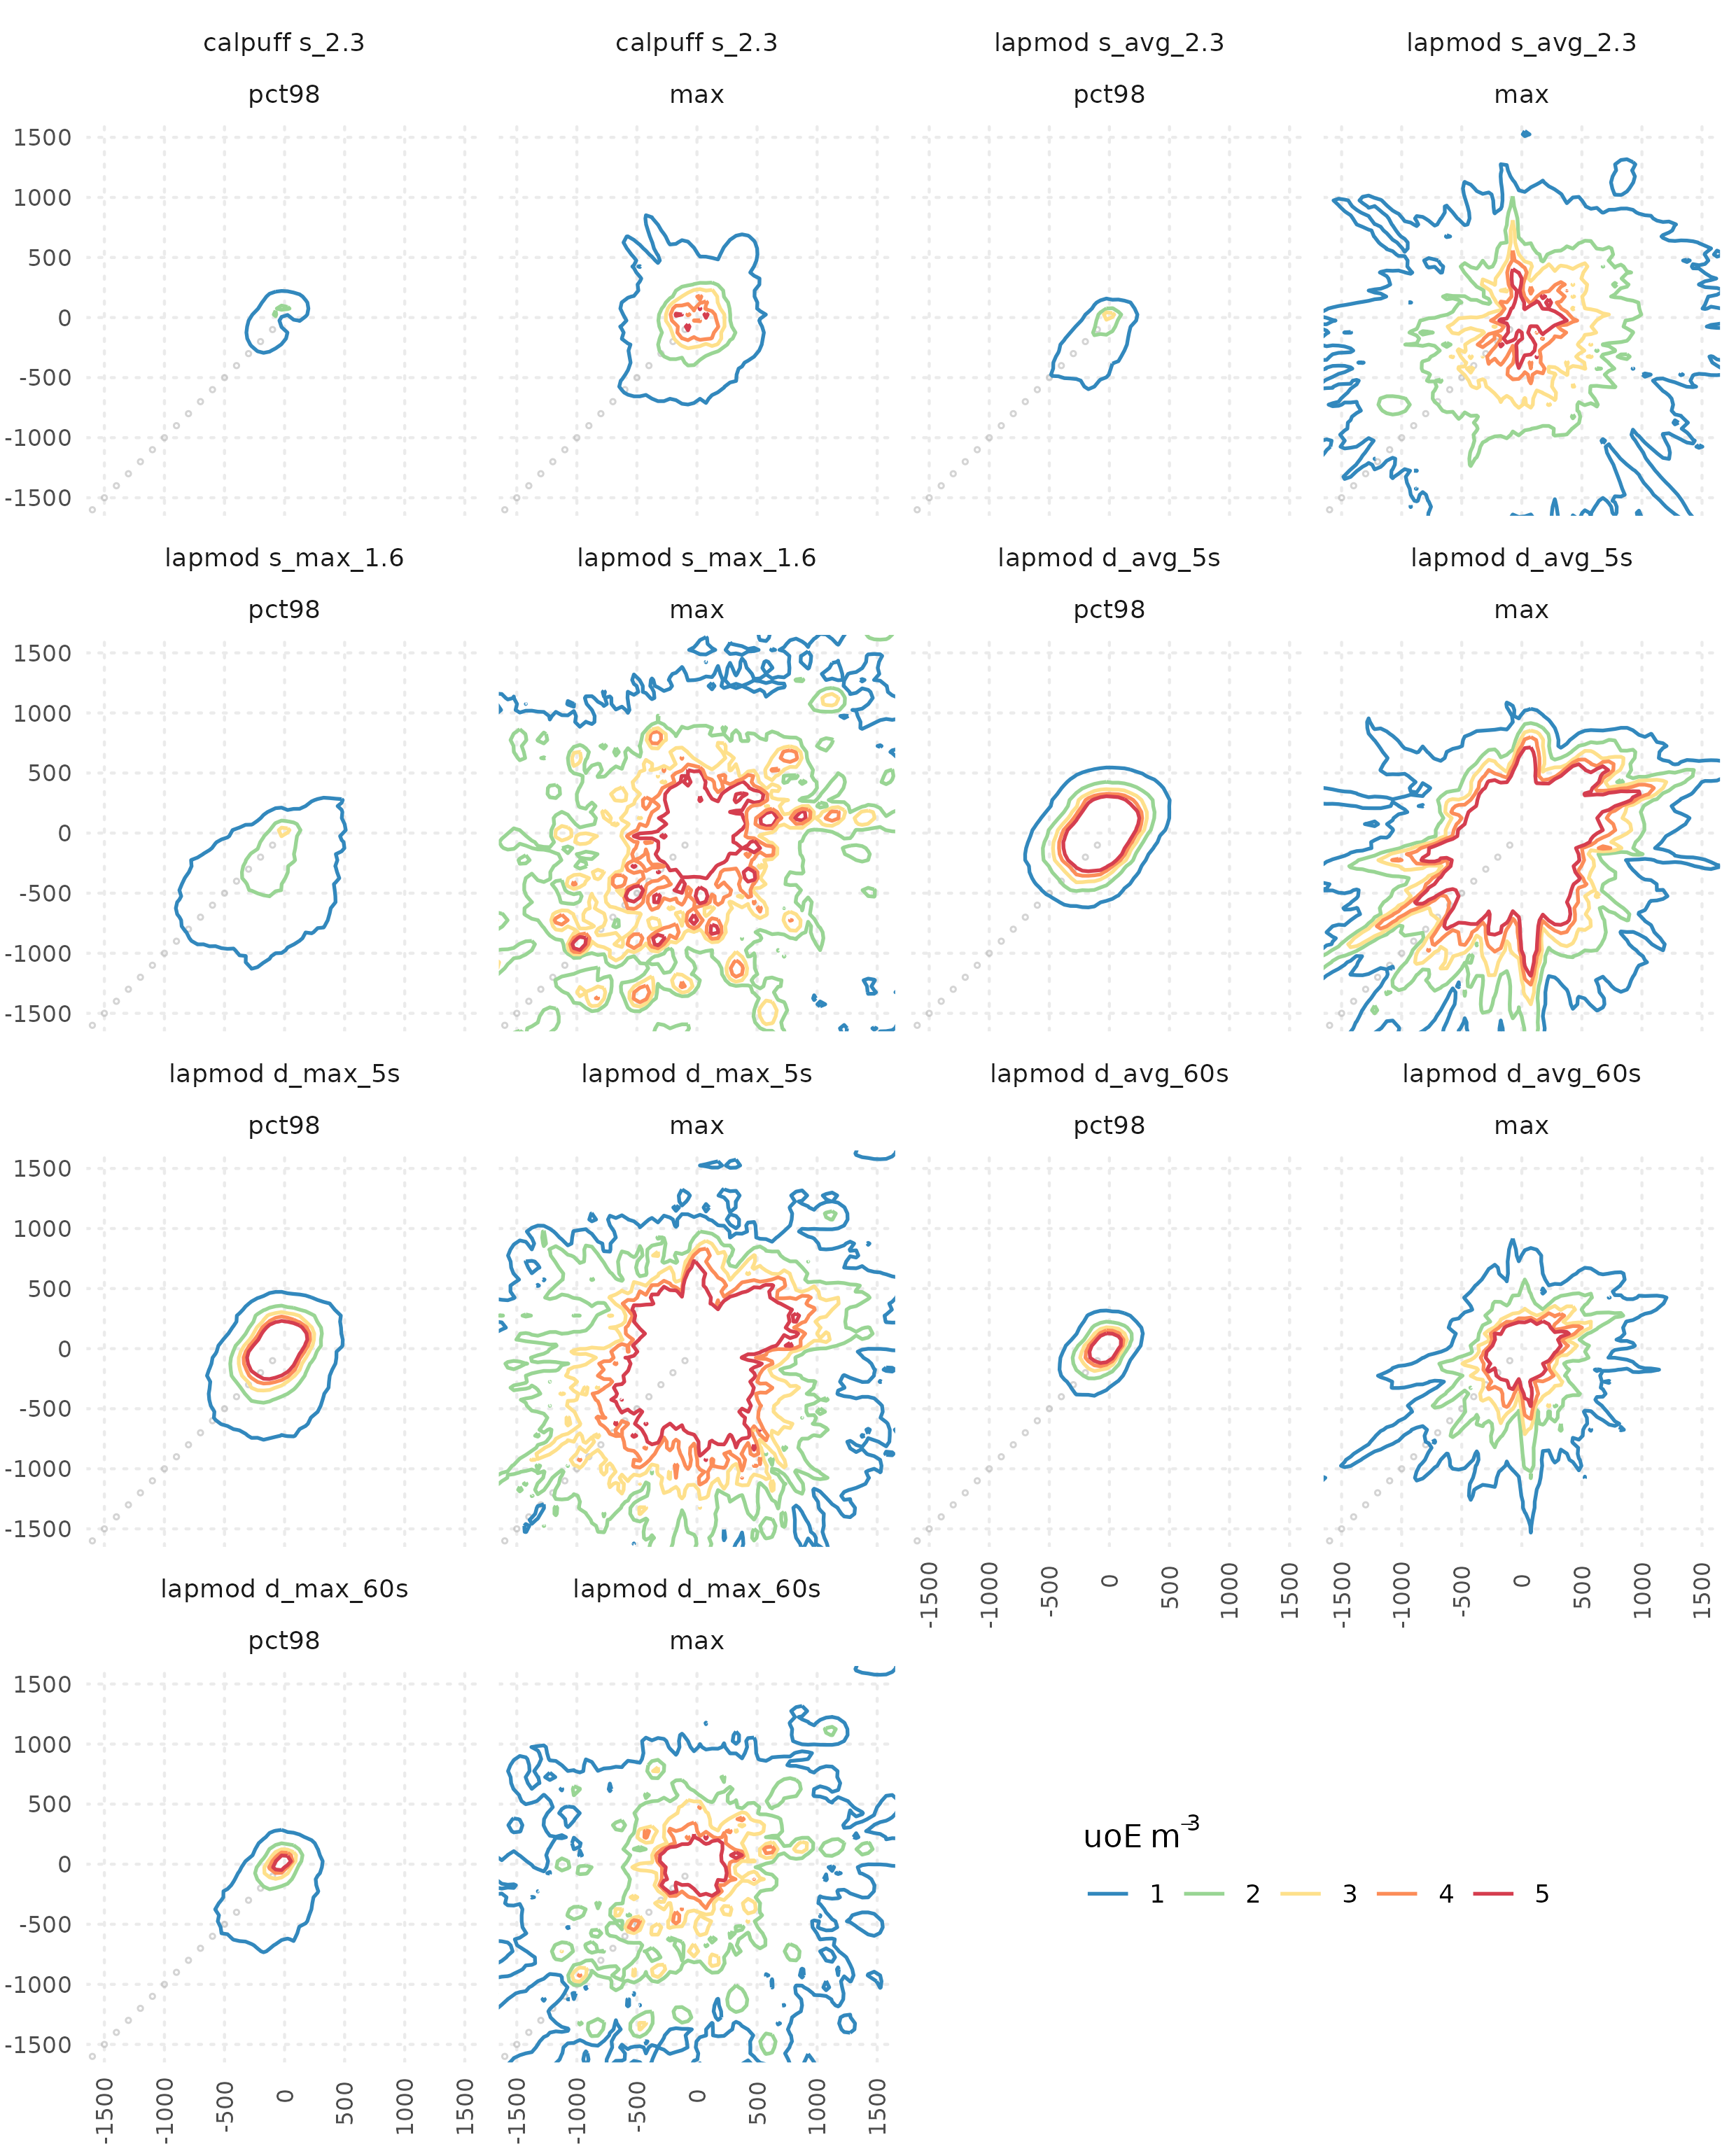 calpuff s_2.3 calpuff s_2.3 lapmod s_avg_2.3 lapmod s_avg_2.3
pct98 max pct98 max
1500
1000
500
0
-500
-1000
-1500
lapmod s_max_1.6 lapmod s_max_1.6 lapmod d_avg_5s lapmod d_avg_5s
pct98 max pct98 max
1500
1000
500
0
-500
-1000
-1500
lapmod d_max_5s lapmod d_max_5s lapmod d_avg_60s lapmod d_avg_60s
pct98 max pct98 max
1500
1000
500
0
-500
-1000
-1500
-1500 -1000 -500 0 500 1000 1500 -1500 -1000 -500 0 500 1000 1500
lapmod d_max_60s lapmod d_max_60s
pct98 max
1500
1000
500
0
-500
-1000
-1500
-1500 -1000 -500 0 500 1000 1500 -1500 -1000 -500 0 500 1000 1500
uoE m⁻³
1 2 3 4 5